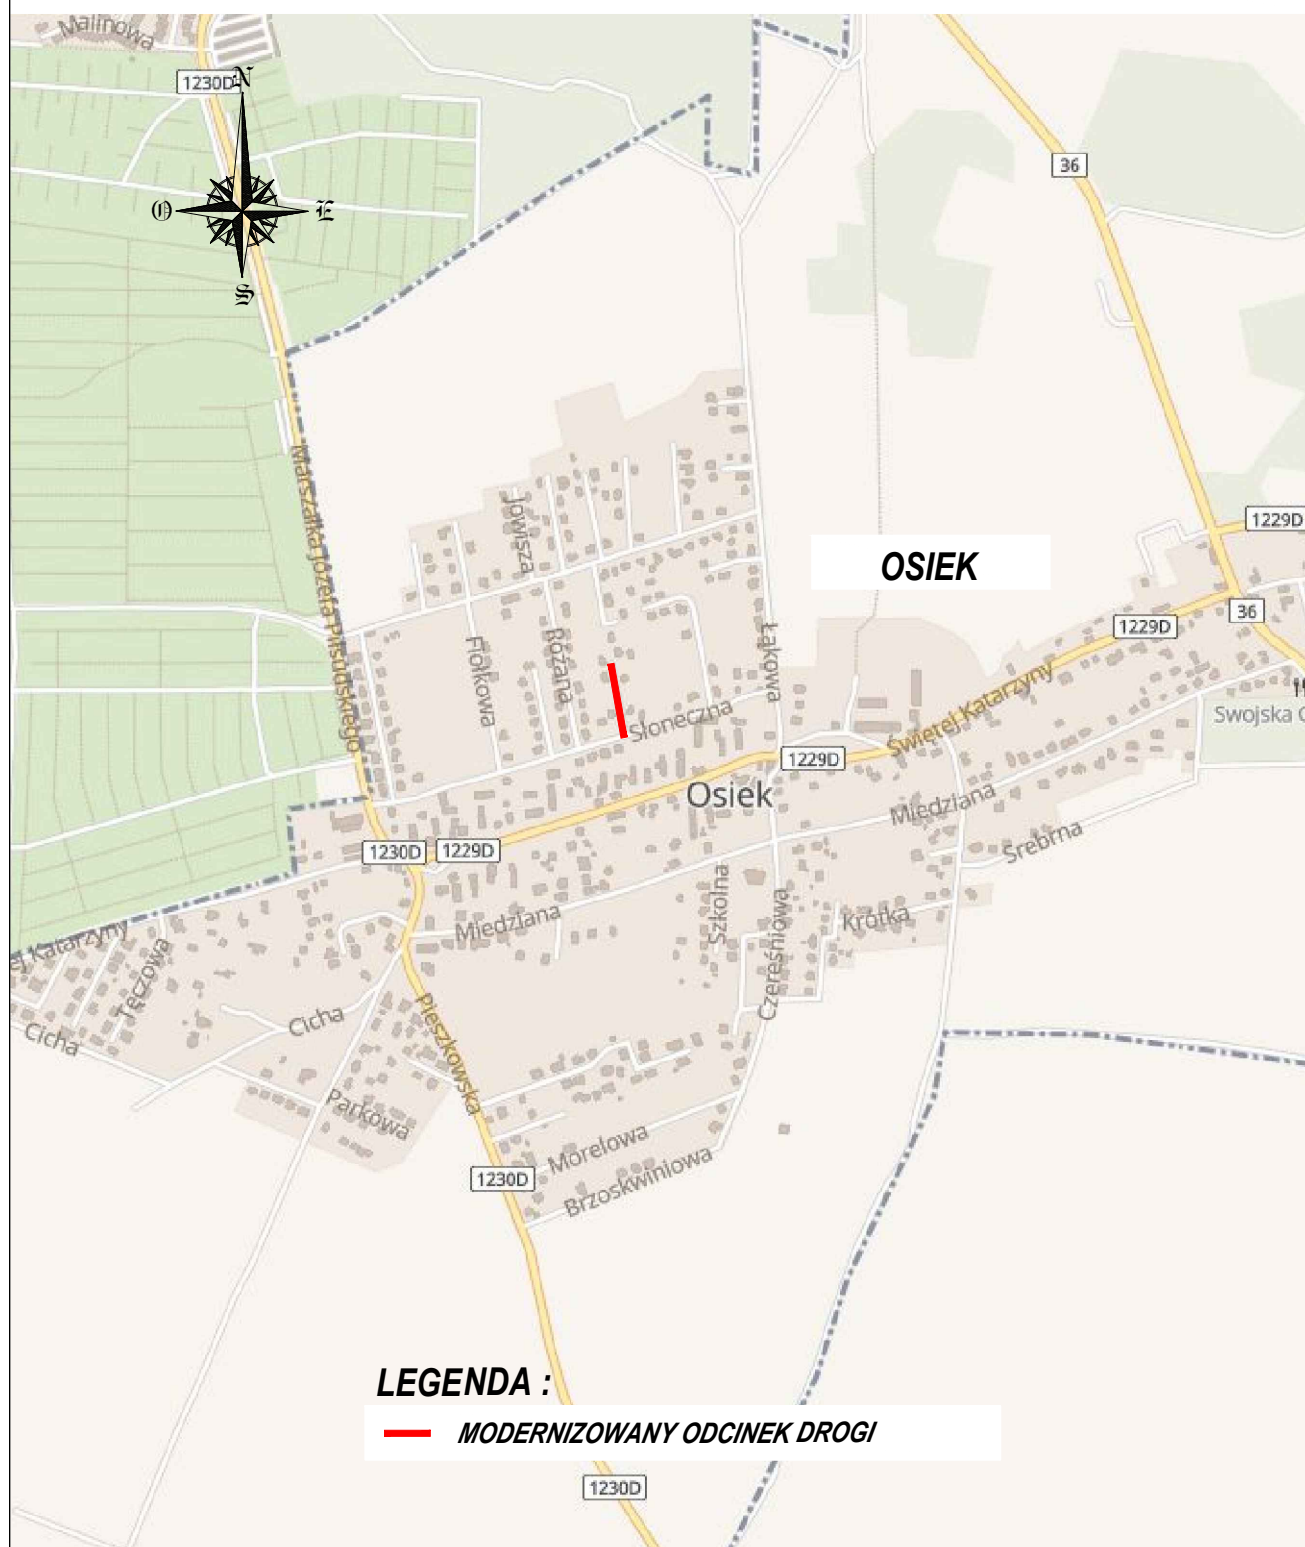 Malinowa
1230D
N
O
E
S
36
Marszałka Józefa Piłsudskiego
Jowisza
1229D
OSIEK
36
1229D
Fiołkowa
Różana
Łąkowa
Słoneczna
Świętej Katarzyny
Swojska
1229D
Osiek
Miedziana
Srebrna
1230D
1229D
Miedziana
Szkolna
Czereśniowa
Krótka
ej Katarzyny
Tęczowa
Cicha
Cicha
Pieszkowska
Parkowa
Morelowa
Brzoskwiniowa
1230D
LEGENDA :
MODERNIZOWANY ODCINEK DROGI
1230D